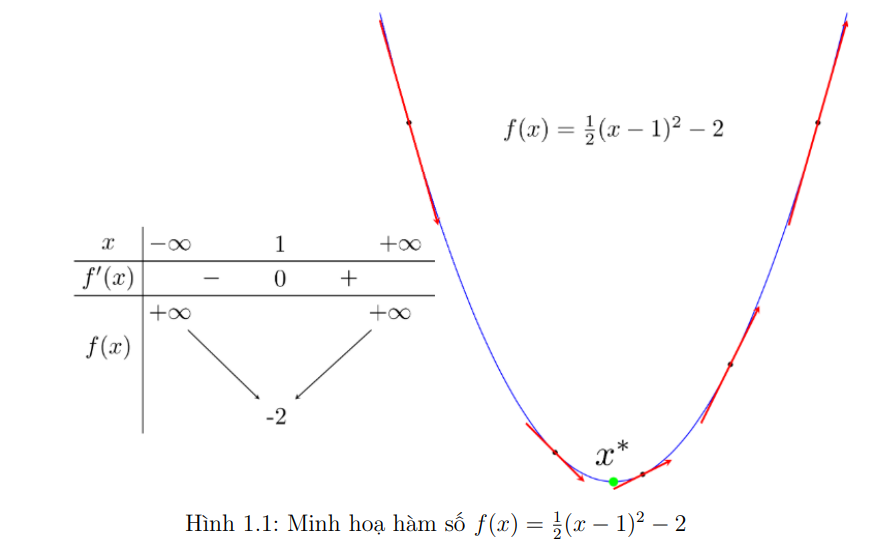 f(x) = 1/2(x − 1)² − 2
x −∞ 1 +∞
f′(x) − 0 +
+∞ +∞
f(x)
-2
x*
Hình 1.1: Minh hoạ hàm số f(x) = 1/2(x − 1)² − 2